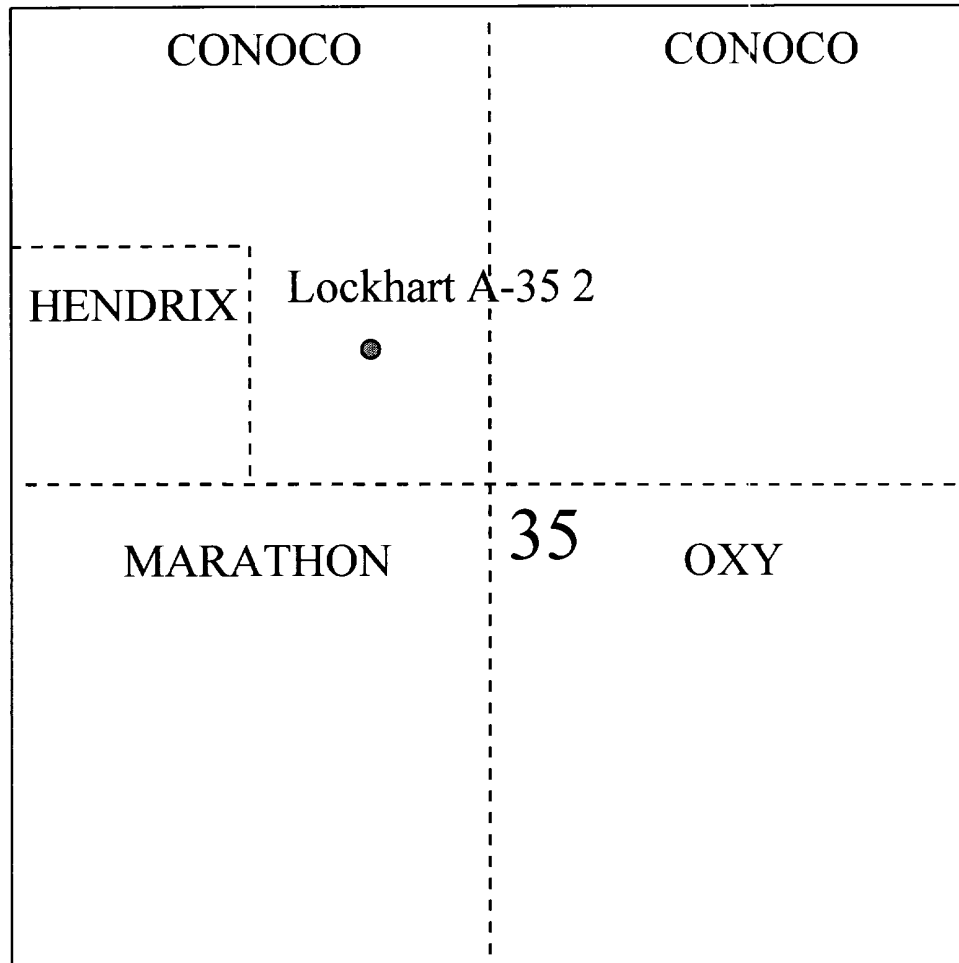 CONOCO
CONOCO
HENDRIX
Lockhart A-35 2
MARATHON
35
OXY